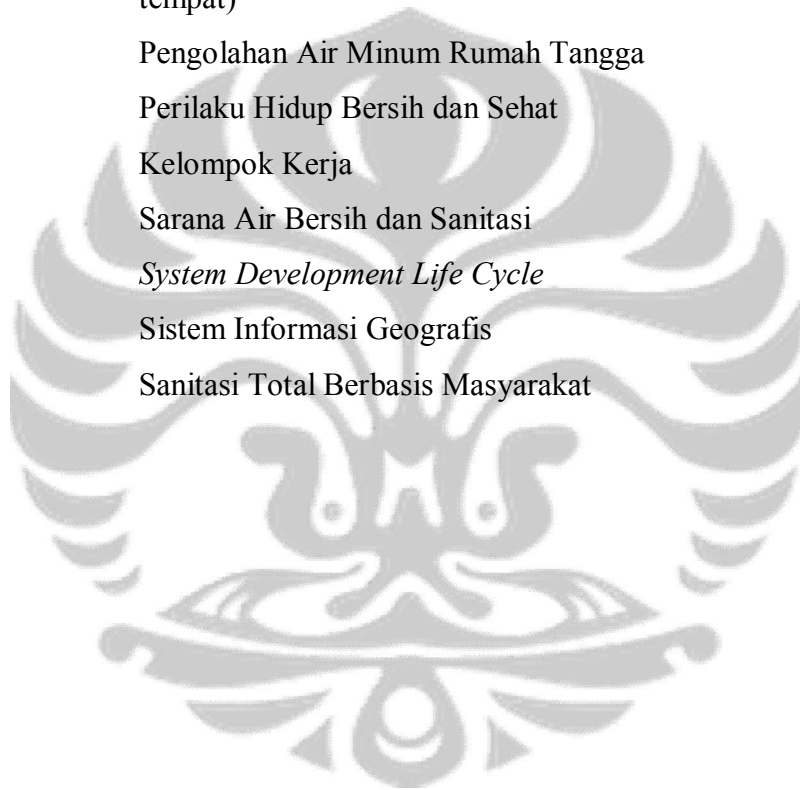 tempat)
Pengolahan Air Minum Rumah Tangga
Perilaku Hidup Bersih dan Sehat
Kelompok Kerja
Sarana Air Bersih dan Sanitasi
System Development Life Cycle
Sistem Informasi Geografis
Sanitasi Total Berbasis Masyarakat